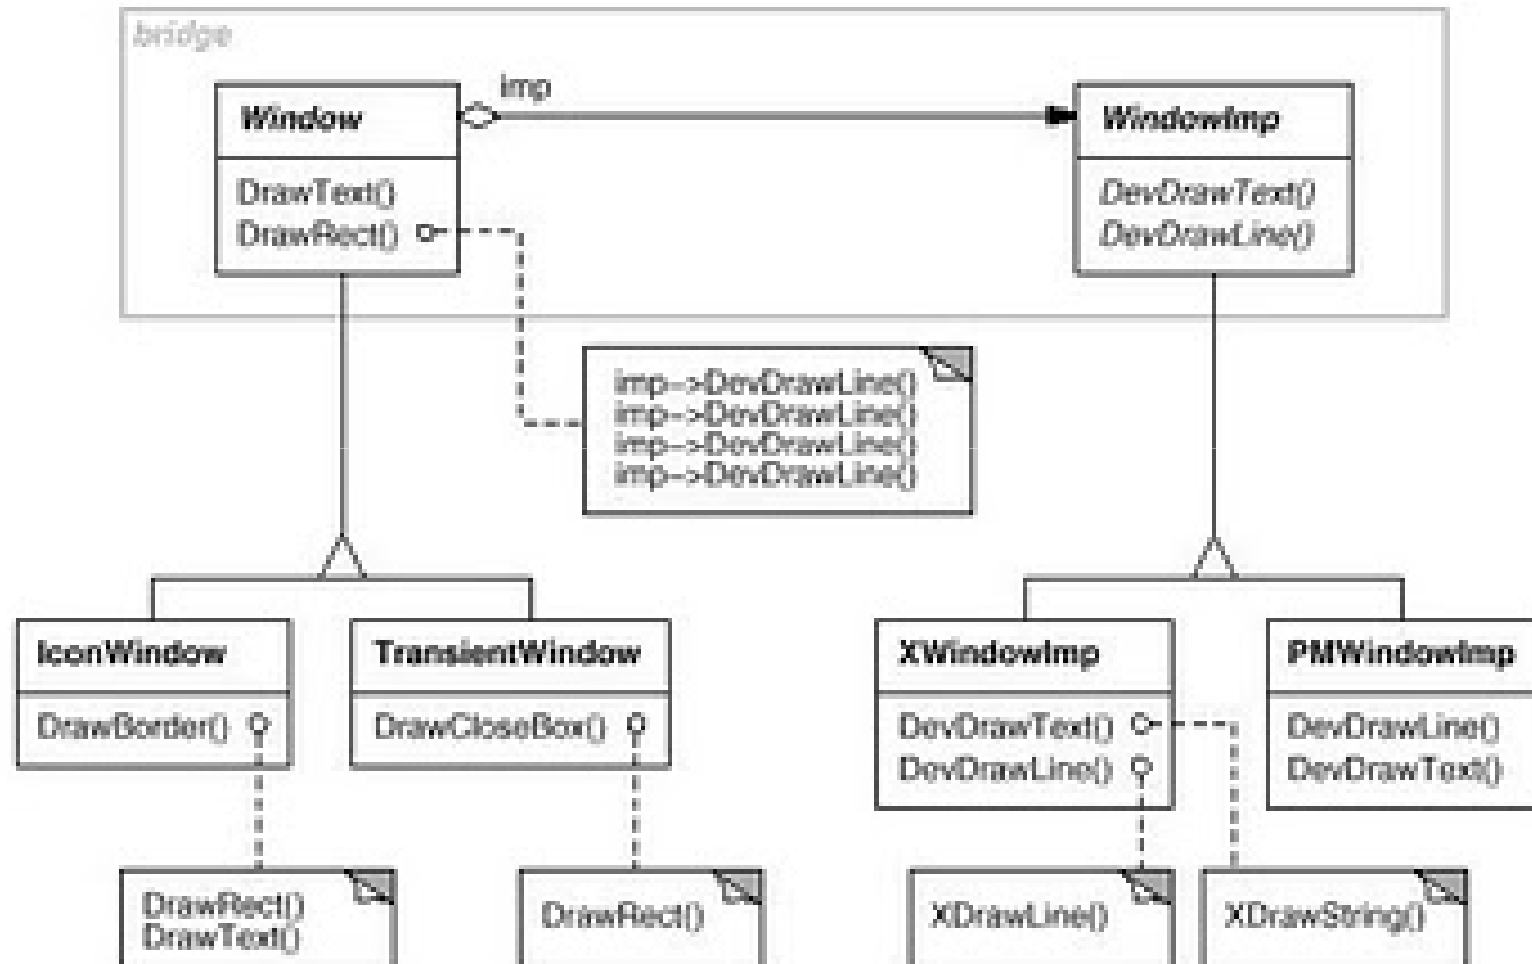 bridge
imp
Window
WindowImp
DrawText()
DrawRect()
DevDrawText()
DevDrawLine()
imp->DevDrawLine()
imp->DevDrawLine()
imp->DevDrawLine()
imp->DevDrawLine()
IconWindow
DrawBorder()
TransientWindow
DrawCloseBox()
XWindowImp
DevDrawText()
DevDrawLine()
PMWindowImp
DevDrawLine()
DevDrawText()
DrawRect()
DrawText()
DrawRect()
XDrawLine()
XDrawString()